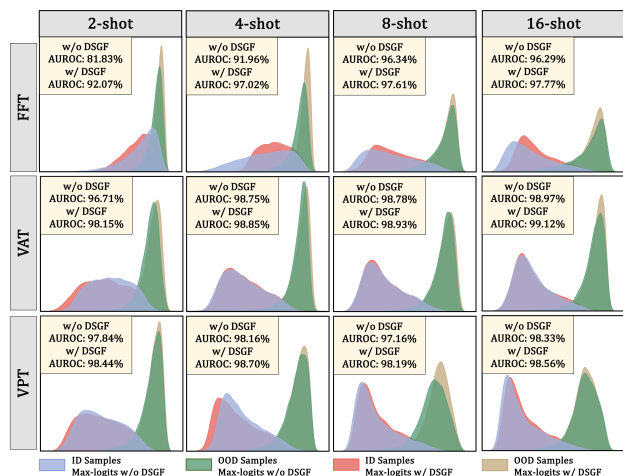 2-shot
4-shot
8-shot
16-shot
FFT
w/o DSGF
AUROC: 81.83%
w/ DSGF
AUROC: 92.07%
w/o DSGF
AUROC: 91.96%
w/ DSGF
AUROC: 97.02%
w/o DSGF
AUROC: 96.34%
w/ DSGF
AUROC: 97.61%
w/o DSGF
AUROC: 96.29%
w/ DSGF
AUROC: 97.77%
VAT
w/o DSGF
AUROC: 96.71%
w/ DSGF
AUROC: 98.15%
w/o DSGF
AUROC: 98.75%
w/ DSGF
AUROC: 98.85%
w/o DSGF
AUROC: 98.78%
w/ DSGF
AUROC: 98.93%
w/o DSGF
AUROC: 98.97%
w/ DSGF
AUROC: 99.12%
VPT
w/o DSGF
AUROC: 97.84%
w/ DSGF
AUROC: 98.44%
w/o DSGF
AUROC: 98.16%
w/ DSGF
AUROC: 98.70%
w/o DSGF
AUROC: 97.16%
w/ DSGF
AUROC: 98.19%
w/o DSGF
AUROC: 98.33%
w/ DSGF
AUROC: 98.56%
ID Samples
Max-logits w/o DSGF
OOD Samples
Max-logits w/o DSGF
ID Samples
Max-logits w/ DSGF
OOD Samples
Max-logits w/ DSGF